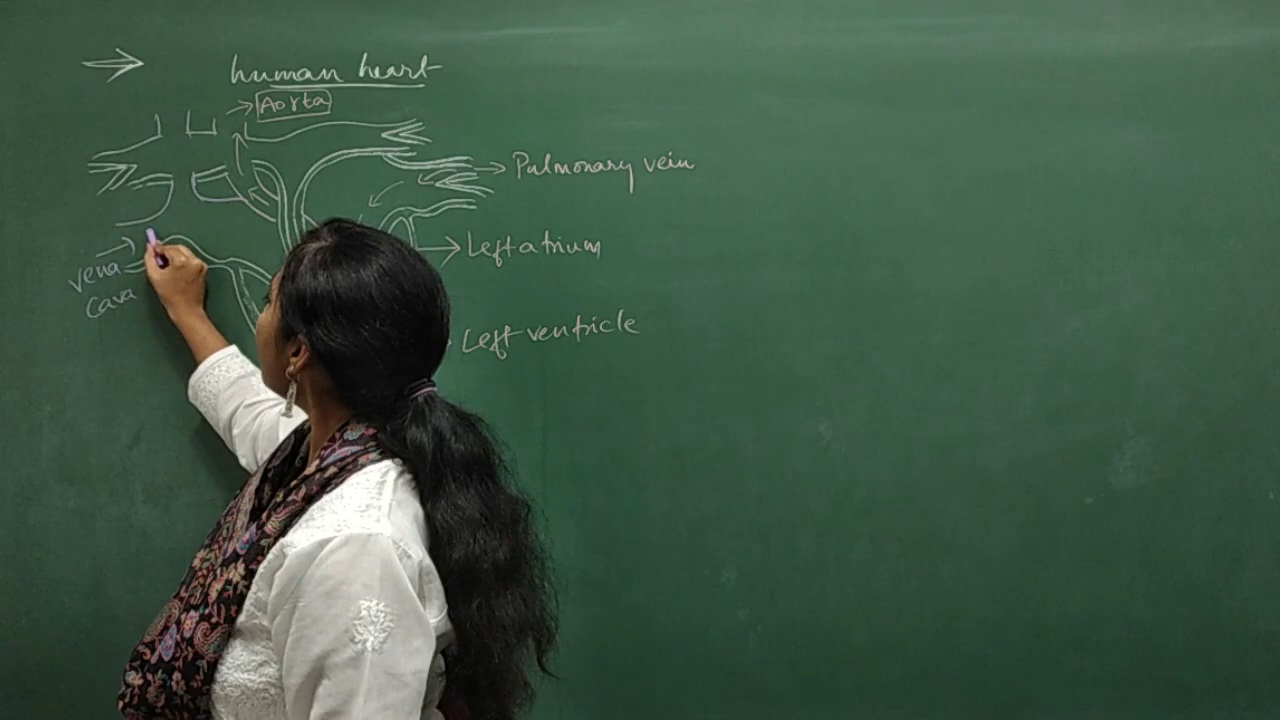 human heart
Aorta
Pulmonary vein
Left atrium
vena
cava
Left ventricle